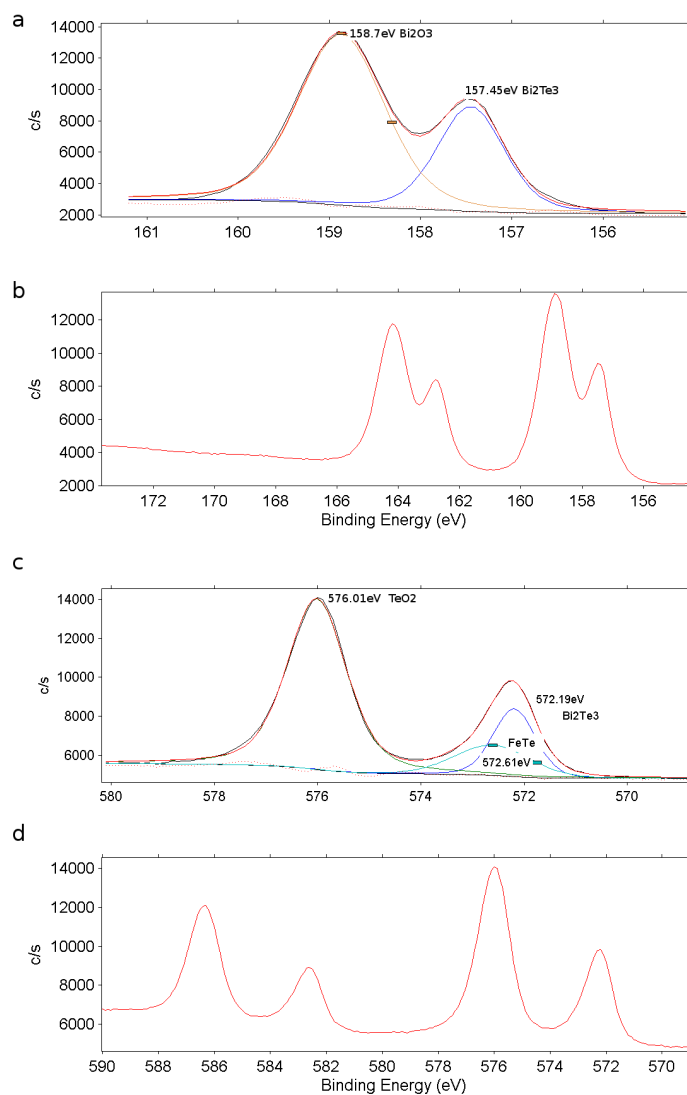 a
14000
12000
10000
8000
6000
4000
2000
c/s
158.7eV Bi2O3
157.45eV Bi2Te3
161 160 159 158 157 156
b
12000
10000
8000
6000
4000
2000
c/s
172 170 168 166 164 162 160 158 156
Binding Energy (eV)
c
14000
12000
10000
8000
6000
c/s
576.01eV TeO2
572.19eV
Bi2Te3
FeTe
572.61eV
580 578 576 574 572 570
d
14000
12000
10000
8000
6000
c/s
590 588 586 584 582 580 578 576 574 572 570
Binding Energy (eV)